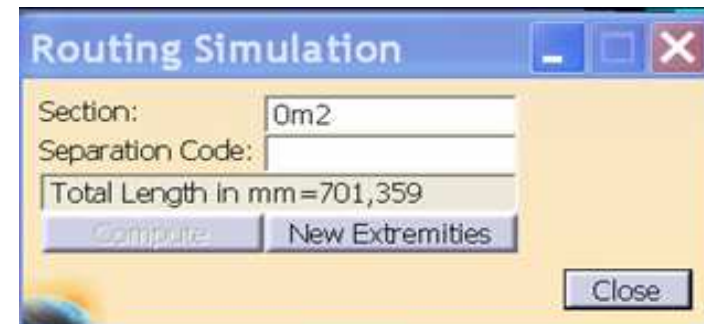 Routing Simulation
Section: 0m2
Separation Code:
Total Length in mm=701,359
Compute New Extremities
Close